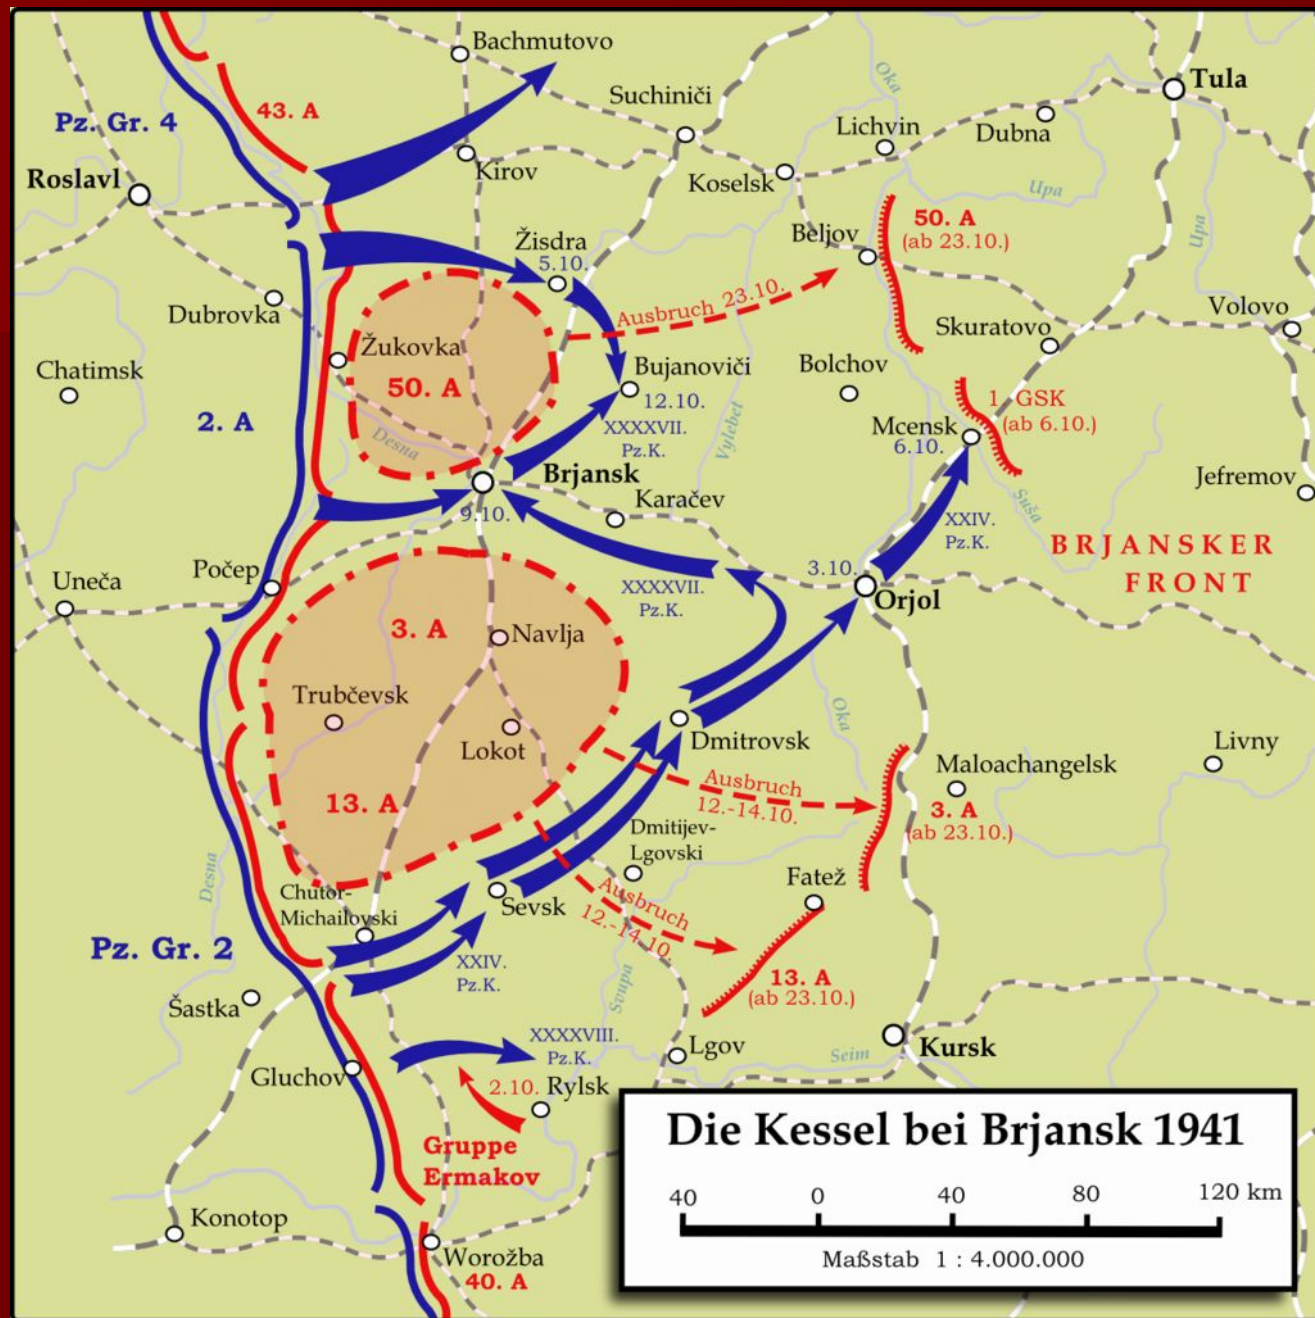 Bachmutovo
Oka
Tula
Suchiniči
43. A
Pz. Gr. 4
Lichvin
Dubna
Kirov
Roslavl
Koselsk
Upa
50. A
(ab 23.10.)
Upa
Beljov
Žisdra
5.10.
Dubrovka
Ausbruch 23.10.
Volovo
Skuratovo
Žukovka
Chatimsk
50. A
Bujanoviči
Bolchov
12.10.
1. GSK
(ab 6.10.)
2. A
XXXXVII.
Pz.K.
Vylebet
Mcensk
6.10.
Desna
Brjansk
Jefremov
Karačev
Suša
9.10.
XXIV.
Pz.K.
BRJANSKER
FRONT
Počep
Uneča
3.10.
XXXXVII.
Pz.K.
Orjol
3. A
Navlja
Trubčevsk
Oka
Lokot
Dmitrovsk
Livny
Maloachangelsk
Ausbruch
12.-14.10.
13. A
3. A
(ab 23.10.)
Dmitijev-
Lgovski
Desna
Fatež
Chutor-
Michailovski
Sevsk
Ausbruch
12.-14.10.
Pz. Gr. 2
XXIV.
Pz.K.
Svupa
13. A
(ab 23.10.)
Šastka
XXXXVIII.
Pz.K.
Lgov
Seim
Kursk
Gluchov
2.10.
Rylsk
Gruppe
Ermakov
Die Kessel bei Brjansk 1941
40 0 40 80 120 km
Maßstab 1 : 4.000.000
Konotop
Worožba
40. A